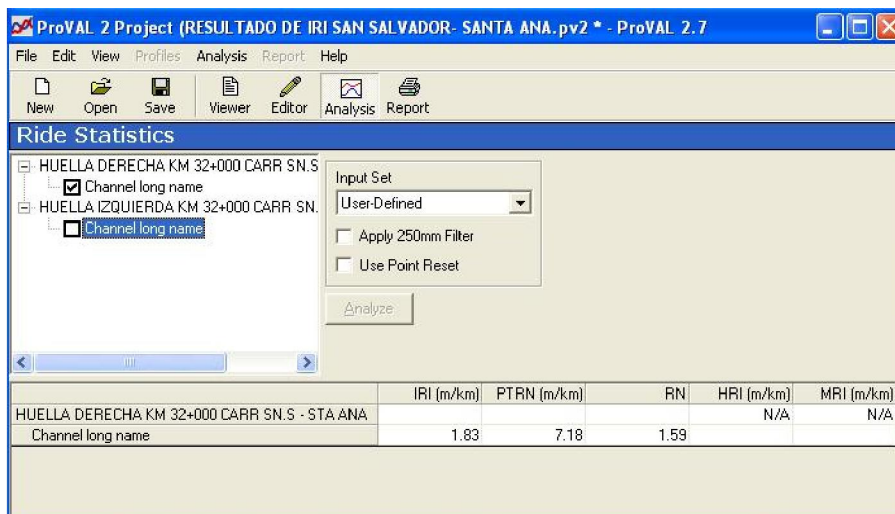 ProVAL 2 Project (RESULTADO DE IRI SAN SALVADOR- SANTA ANA.pv2 * - ProVAL 2.7
File Edit View Profiles Analysis Report Help
New Open Save Viewer Editor Analysis Report
Ride Statistics
HUELLA DERECHA KM 32+000 CARR SN.S
Channel long name
HUELLA IZQUIERDA KM 32+000 CARR SN.
Channel long name
Input Set
User-Defined
Apply 250mm Filter
Use Point Reset
Analyze
IRI (m/km) PTRN (m/km) RN HRI (m/km) MRI (m/km)
HUELLA DERECHA KM 32+000 CARR SN.S - STA ANA N/A N/A
Channel long name 1.83 7.18 1.59